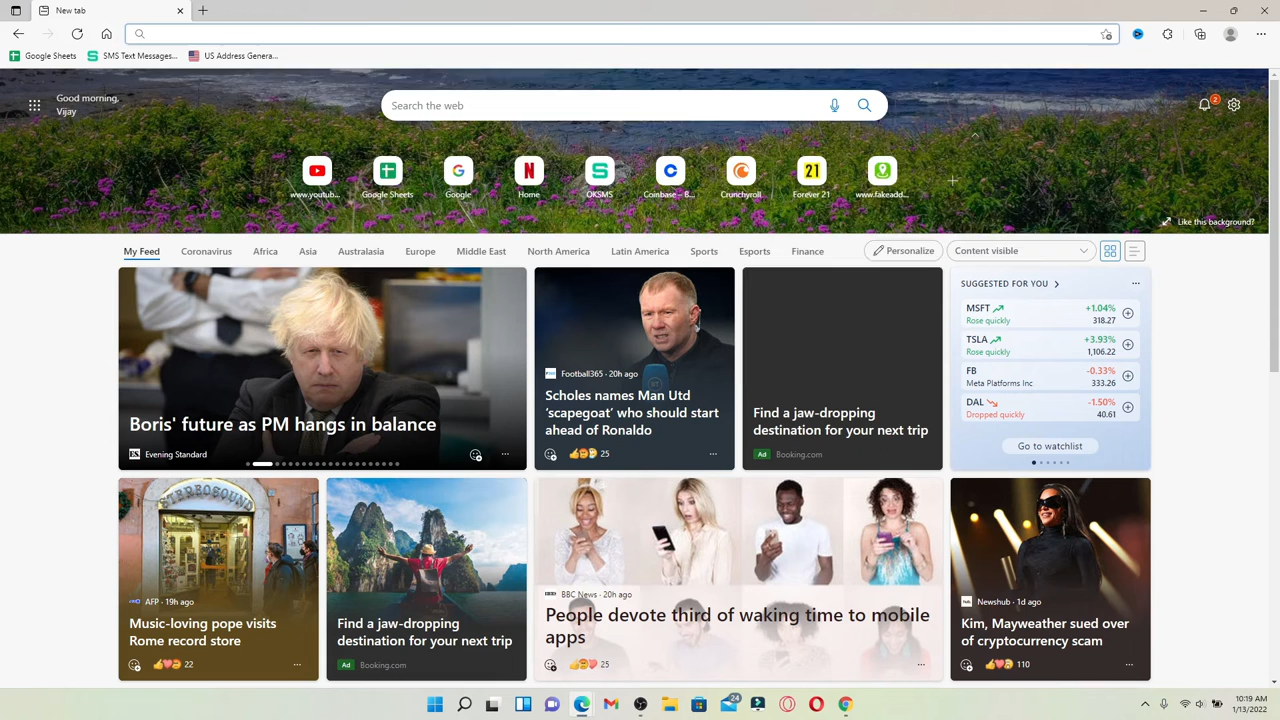 New tab
Google Sheets
SMS Text Messages...
US Address Genera...
Good morning,
Vijay
Search the web
2
www.youtub...
Google Sheets
Google
Home
OKSMS
Coinbase – B...
Crunchyroll
21
Forever 21
www.fakeadd...
Like this background?
My Feed
Coronavirus
Africa
Asia
Australasia
Europe
Middle East
North America
Latin America
Sports
Esports
Finance
Personalize
Content visible
Boris' future as PM hangs in balance
Evening Standard
Football365 · 20h ago
Scholes names Man Utd
‘scapegoat’ who should start
ahead of Ronaldo
25
Find a jaw-dropping
destination for your next trip
Ad Booking.com
SUGGESTED FOR YOU
MSFT +1.04%
Rose quickly 318.27
TSLA +3.93%
Rose quickly 1,106.22
FB -0.33%
Meta Platforms Inc 333.26
DAL -1.50%
Dropped quickly 40.61
Go to watchlist
STEREOSOUND
AFP · 19h ago
Music-loving pope visits
Rome record store
22
Find a jaw-dropping
destination for your next trip
Ad Booking.com
BBC News · 20h ago
People devote third of waking time to mobile
apps
25
Newshub · 1d ago
Kim, Mayweather sued over
of cryptocurrency scam
110
24
10:19 AM
1/13/2022